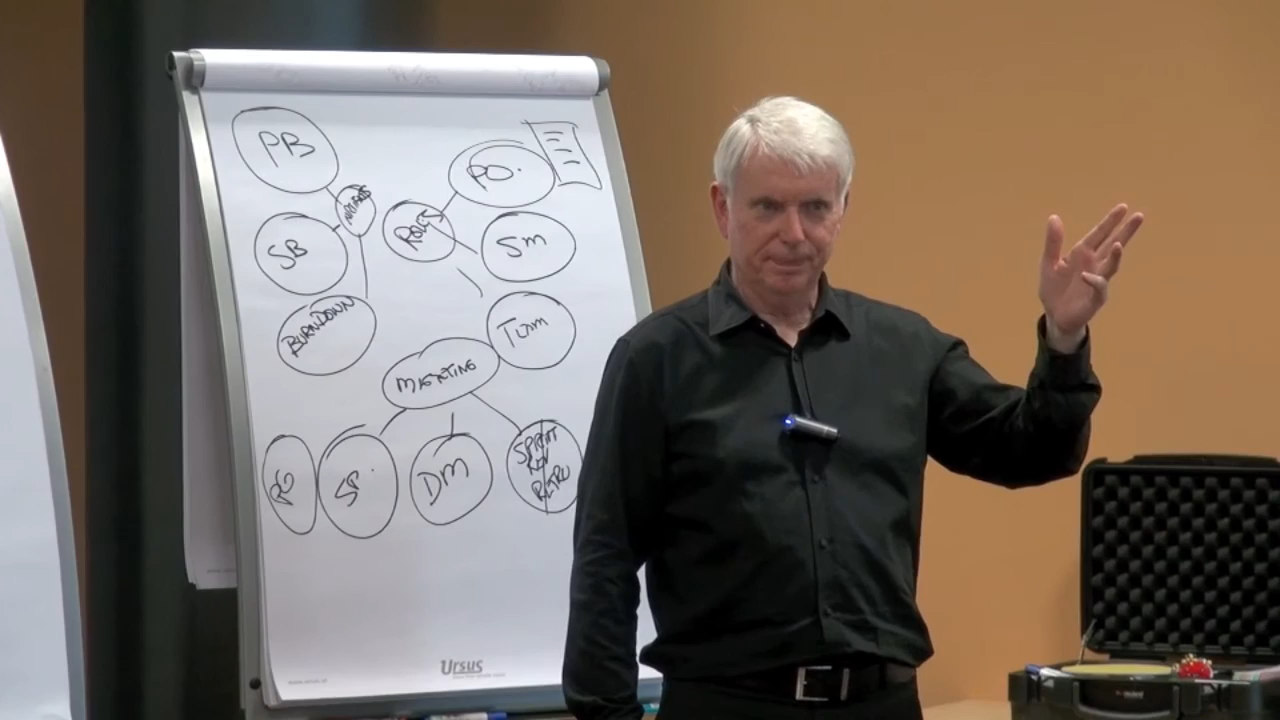 PB
PO.
ROLES
SB
SM
BURNDOWN
TEAM
MEETING
SP.
DM
SPRINT
REV
RETRO
URSUS